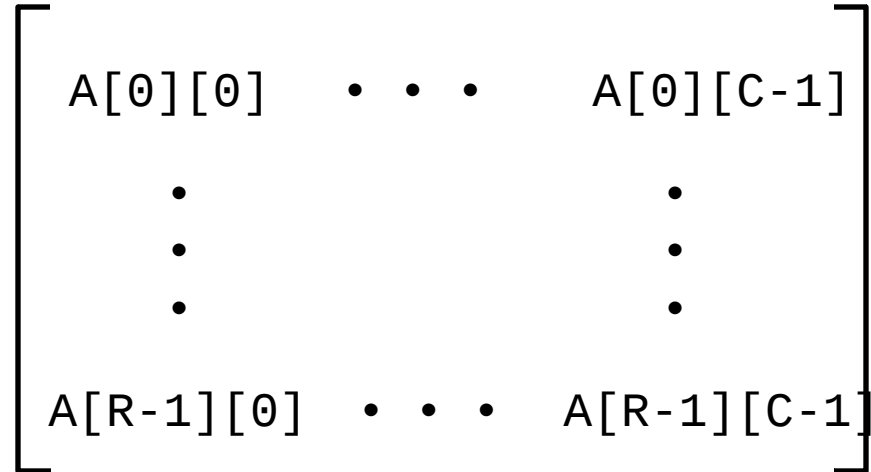 A[0][0] • • • A[0][C-1]
• •
• •
• •
A[R-1][0] • • • A[R-1][C-1]